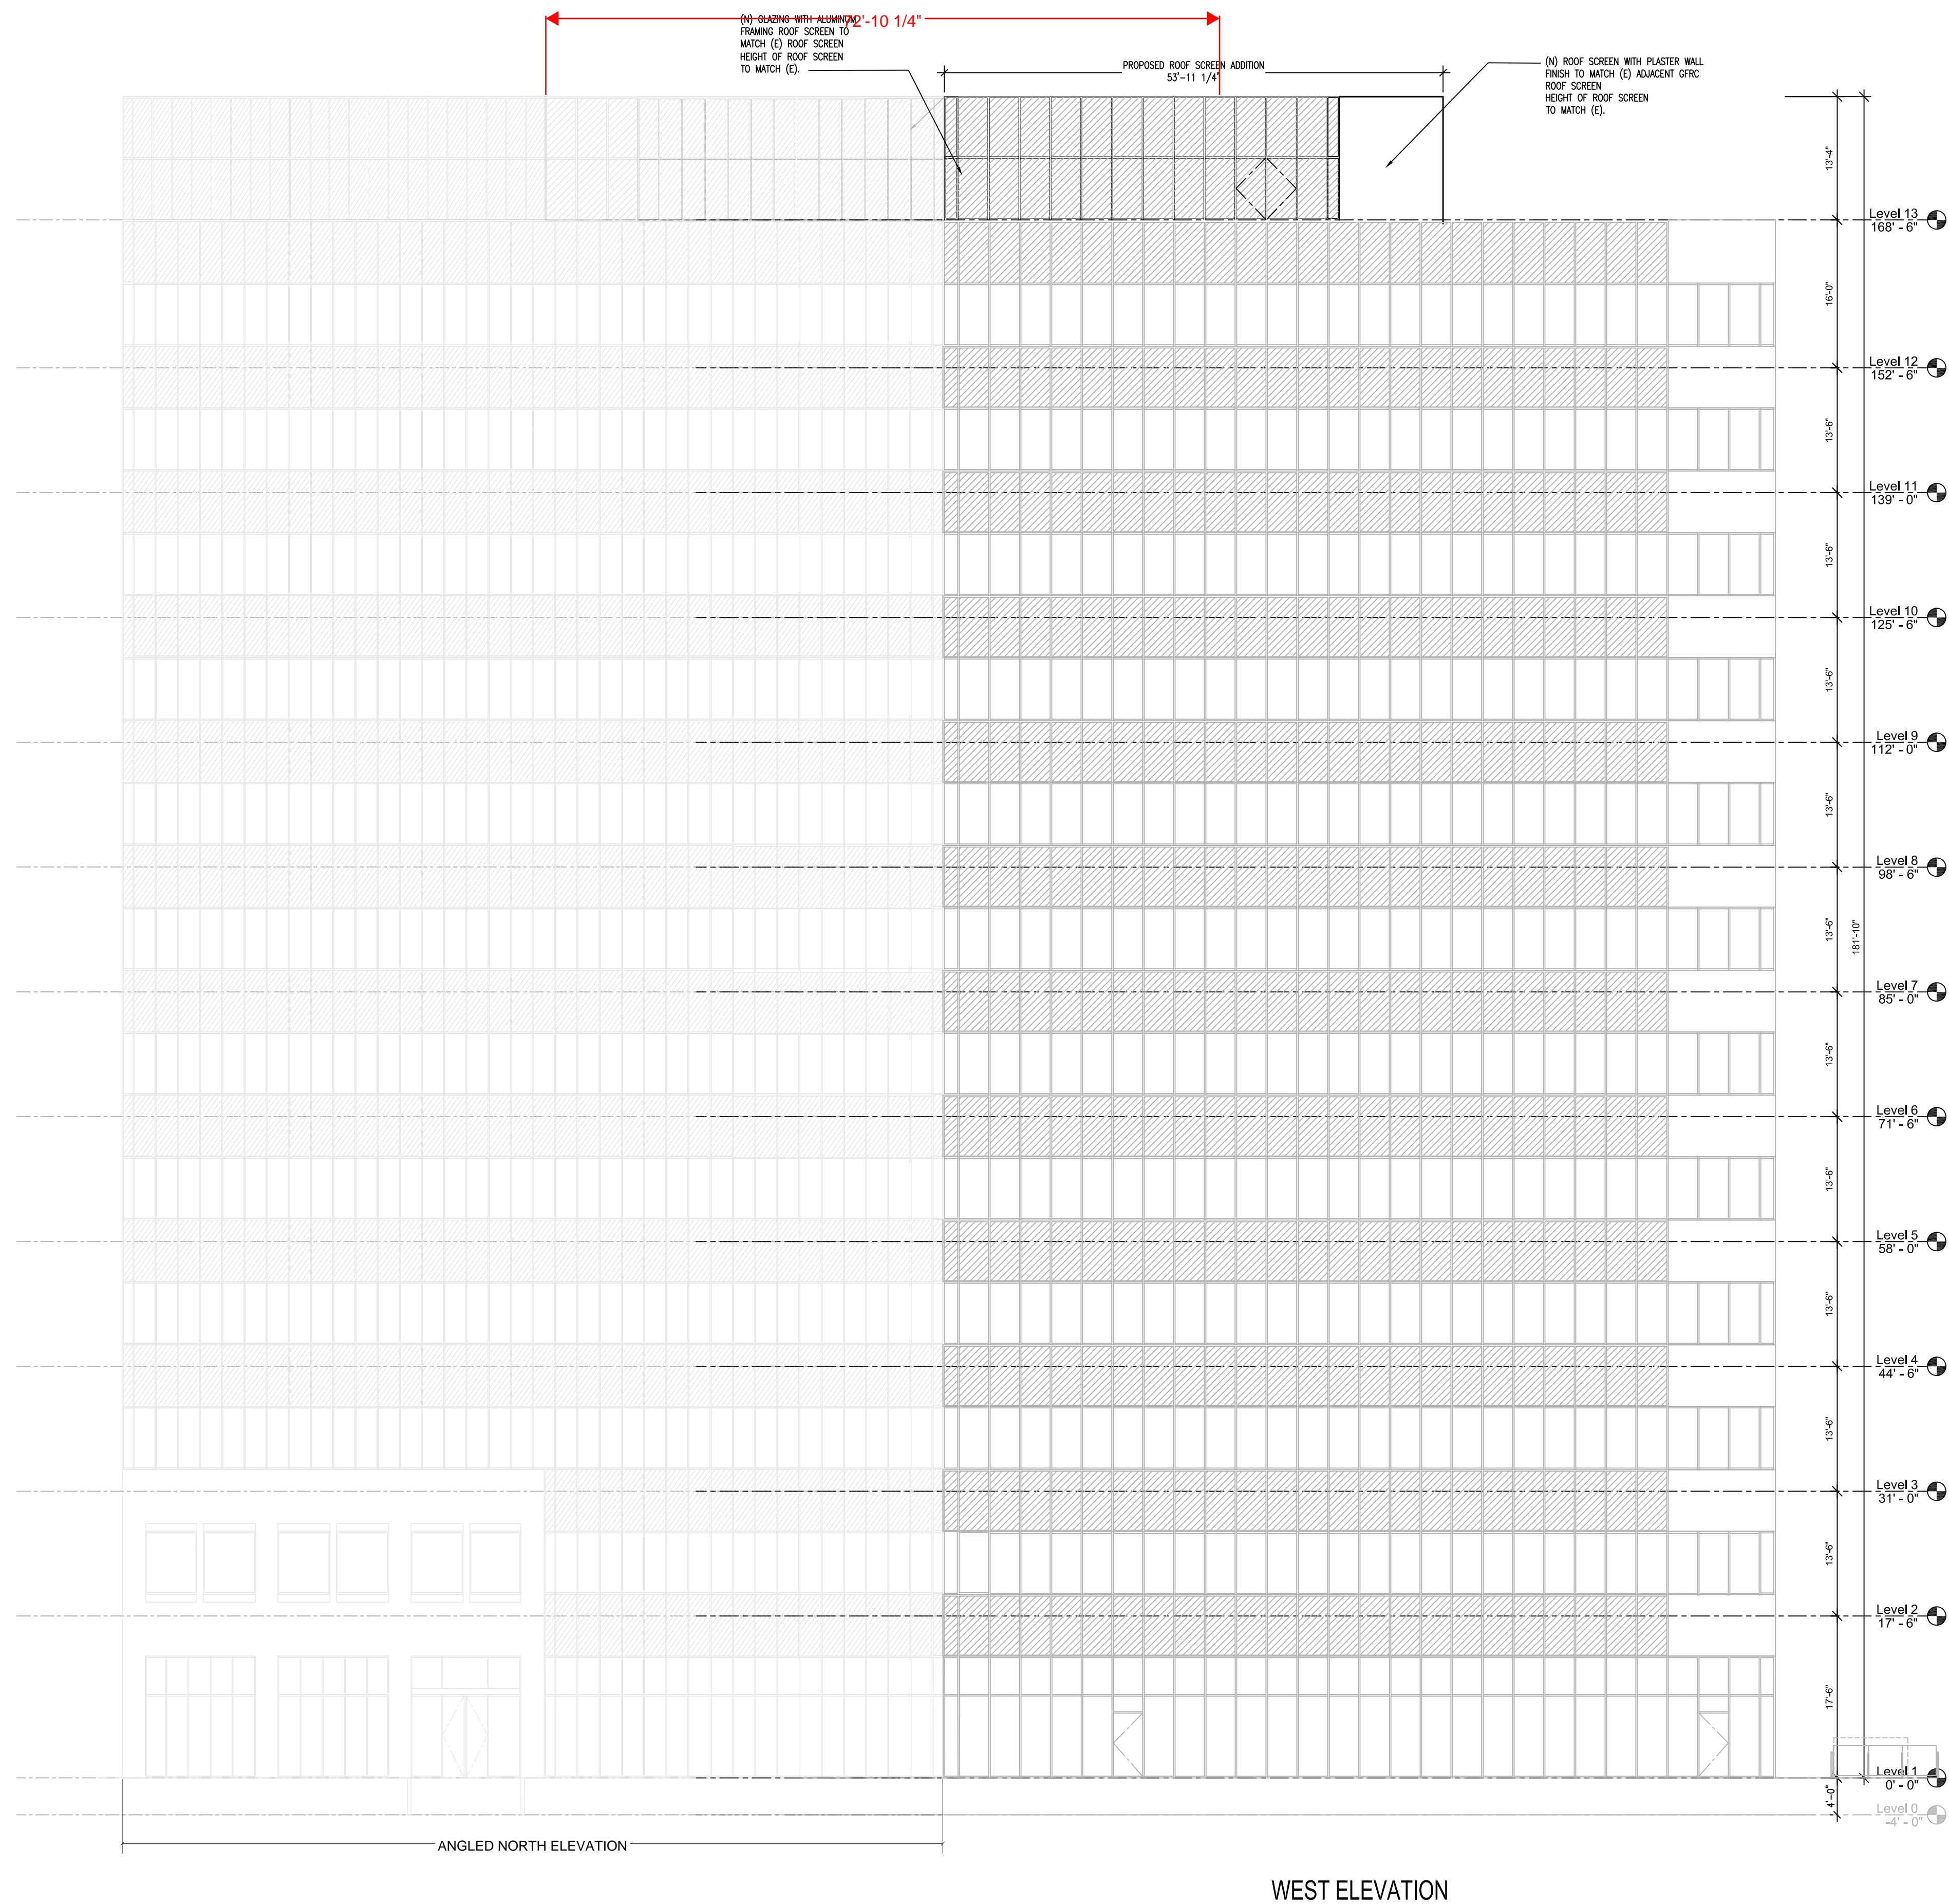 72'-10 1/4"
(N) GLAZING WITH ALUMINUM
FRAMING ROOF SCREEN TO
MATCH (E) ROOF SCREEN
HEIGHT OF ROOF SCREEN
TO MATCH (E).
PROPOSED ROOF SCREEN ADDITION
53'-11 1/4"
(N) ROOF SCREEN WITH PLASTER WALL
FINISH TO MATCH (E) ADJACENT GFRC
ROOF SCREEN
HEIGHT OF ROOF SCREEN
TO MATCH (E).
13'-4"
Level 13
168' - 6"
16'-0"
Level 12
152' - 6"
13'-6"
Level 11
139' - 0"
13'-6"
Level 10
125' - 6"
13'-6"
Level 9
112' - 0"
13'-6"
Level 8
98' - 6"
13'-6"
181'-10"
Level 7
85' - 0"
13'-6"
Level 6
71' - 6"
13'-6"
Level 5
58' - 0"
13'-6"
Level 4
44' - 6"
13'-6"
Level 3
31' - 0"
13'-6"
Level 2
17' - 6"
17'-6"
Level 1
0' - 0"
4'-0"
Level 0
-4' - 0"
ANGLED NORTH ELEVATION
WEST ELEVATION